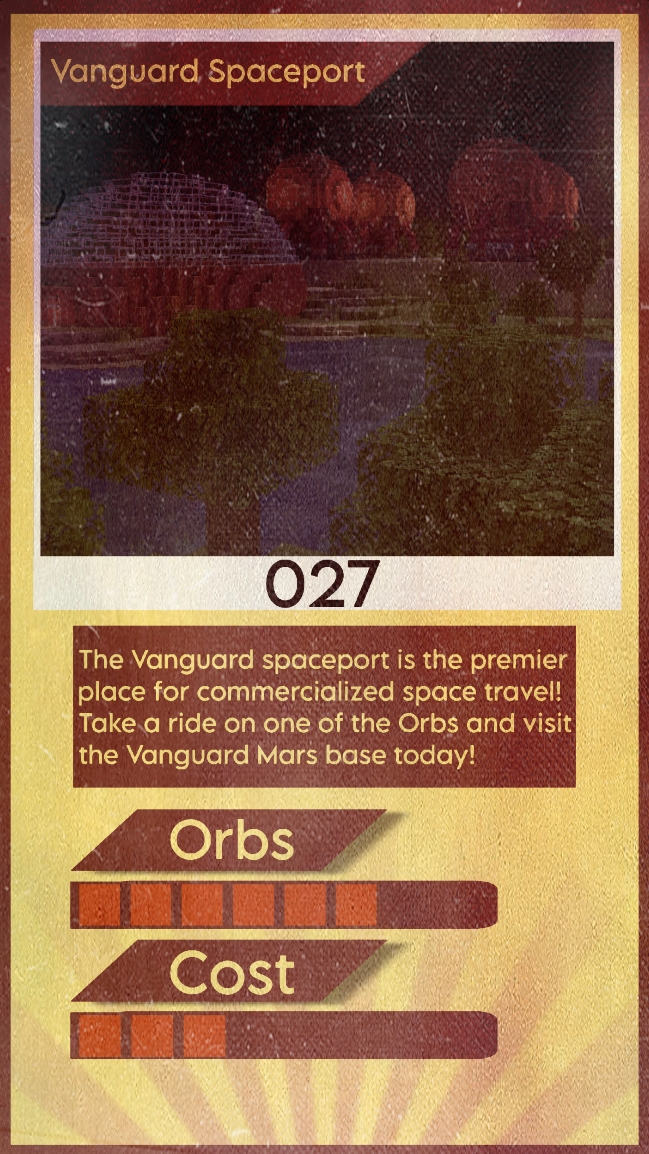 Vanguard Spaceport
027
The Vanguard spaceport is the premier
place for commercialized space travel!
Take a ride on one of the Orbs and visit
the Vanguard Mars base today!
Orbs
Cost